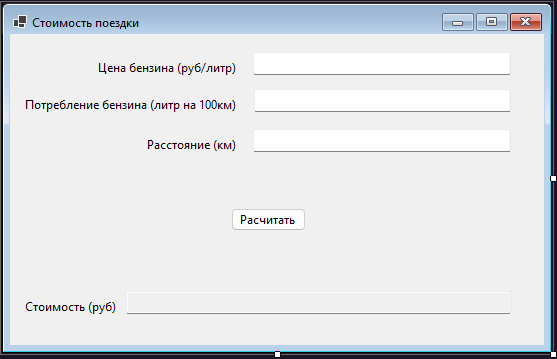 Стоимость поездки
Цена бензина (руб/литр)
Потребление бензина (литр на 100км)
Расстояние (км)
Расчитать
Стоимость (руб)